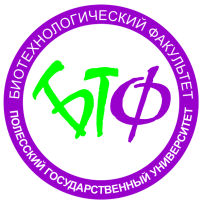 БИОТЕХНОЛОГИЧЕСКИЙ ФАКУЛЬТЕТ
БТФ
ПОЛЕССКИЙ ГОСУДАРСТВЕННЫЙ УНИВЕРСИТЕТ